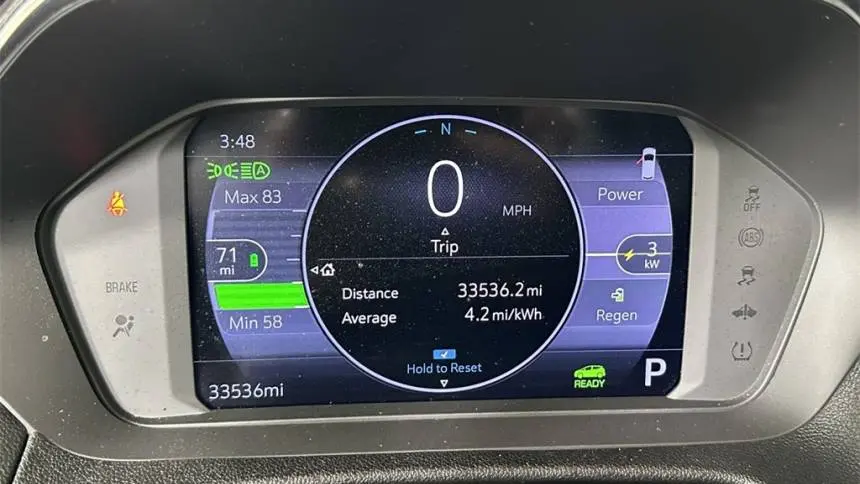 3:48
N
A
Max 83
0
MPH
Power
OFF
Trip
71
mi
3
kW
ABS
Distance 33536.2 mi
Average 4.2 mi/kWh
BRAKE
Min 58
Regen
Hold to Reset
33536mi
READY
P